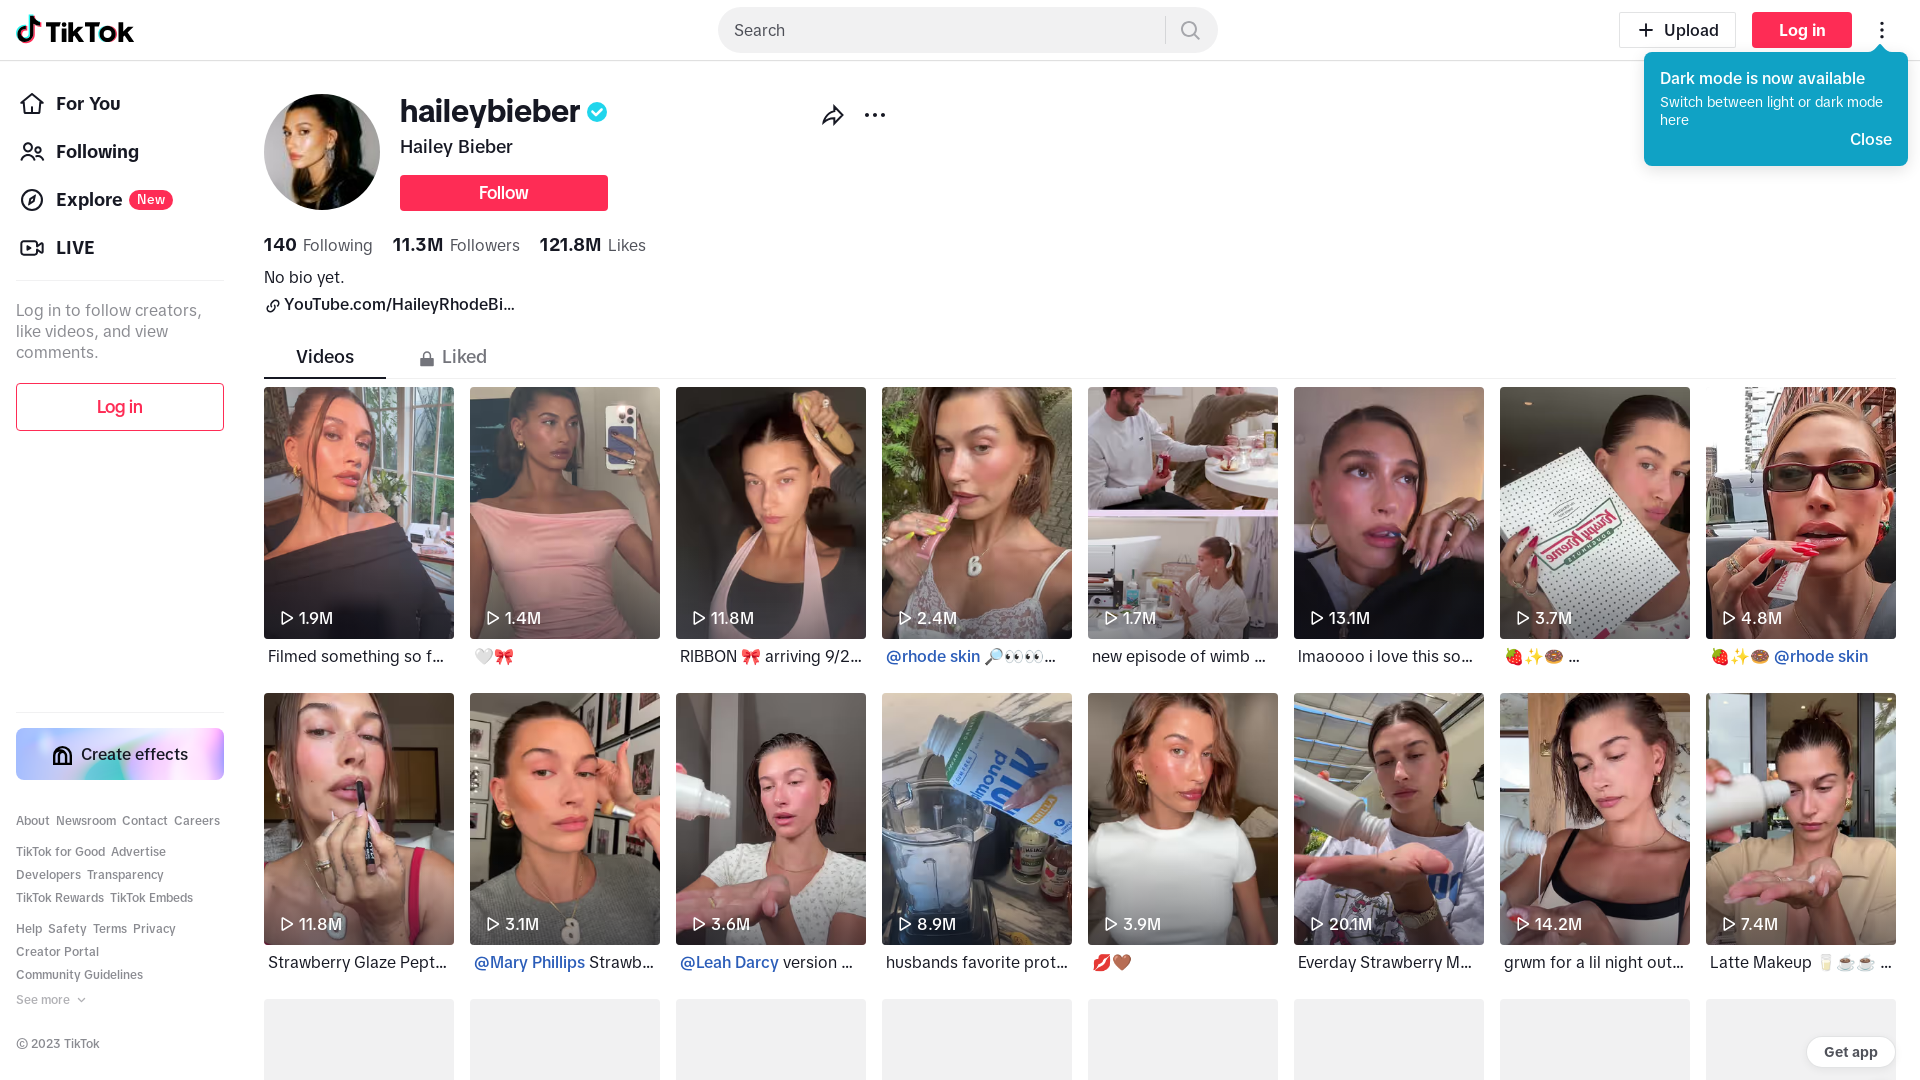 TikTok
Search
Upload
Log in
Dark mode is now available
Switch between light or dark mode
here
Close
For You
Following
Explore New
LIVE
Log in to follow creators,
like videos, and view
comments.
Log in
Create effects
About Newsroom Contact Careers
TikTok for Good Advertise
Developers Transparency
TikTok Rewards TikTok Embeds
Help Safety Terms Privacy
Creator Portal
Community Guidelines
See more
© 2023 TikTok
haileybieber
Hailey Bieber
Follow
140 Following 11.3M Followers 121.8M Likes
No bio yet.
YouTube.com/HaileyRhodeBi...
Videos Liked
1.9M
1.4M
11.8M
2.4M
1.7M
13.1M
Krispy Kreme
DOUGHNUTS
3.7M
4.8M
Filmed something so f...
🤍🎀
RIBBON 🎀 arriving 9/2...
@rhode skin 🔎👀👀...
new episode of wimb ...
lmaoooo i love this so...
🍓✨🍩 ...
🍓✨🍩 @rhode skin
11.8M
3.1M
3.6M
almond
MILK
VANILLA
8.9M
3.9M
20.1M
14.2M
7.4M
Strawberry Glaze Pept...
@Mary Phillips Strawb...
@Leah Darcy version ...
husbands favorite prot...
💋🤎
Everday Strawberry M...
grwm for a lil night out...
Latte Makeup 🥛☕☕ ...
Get app